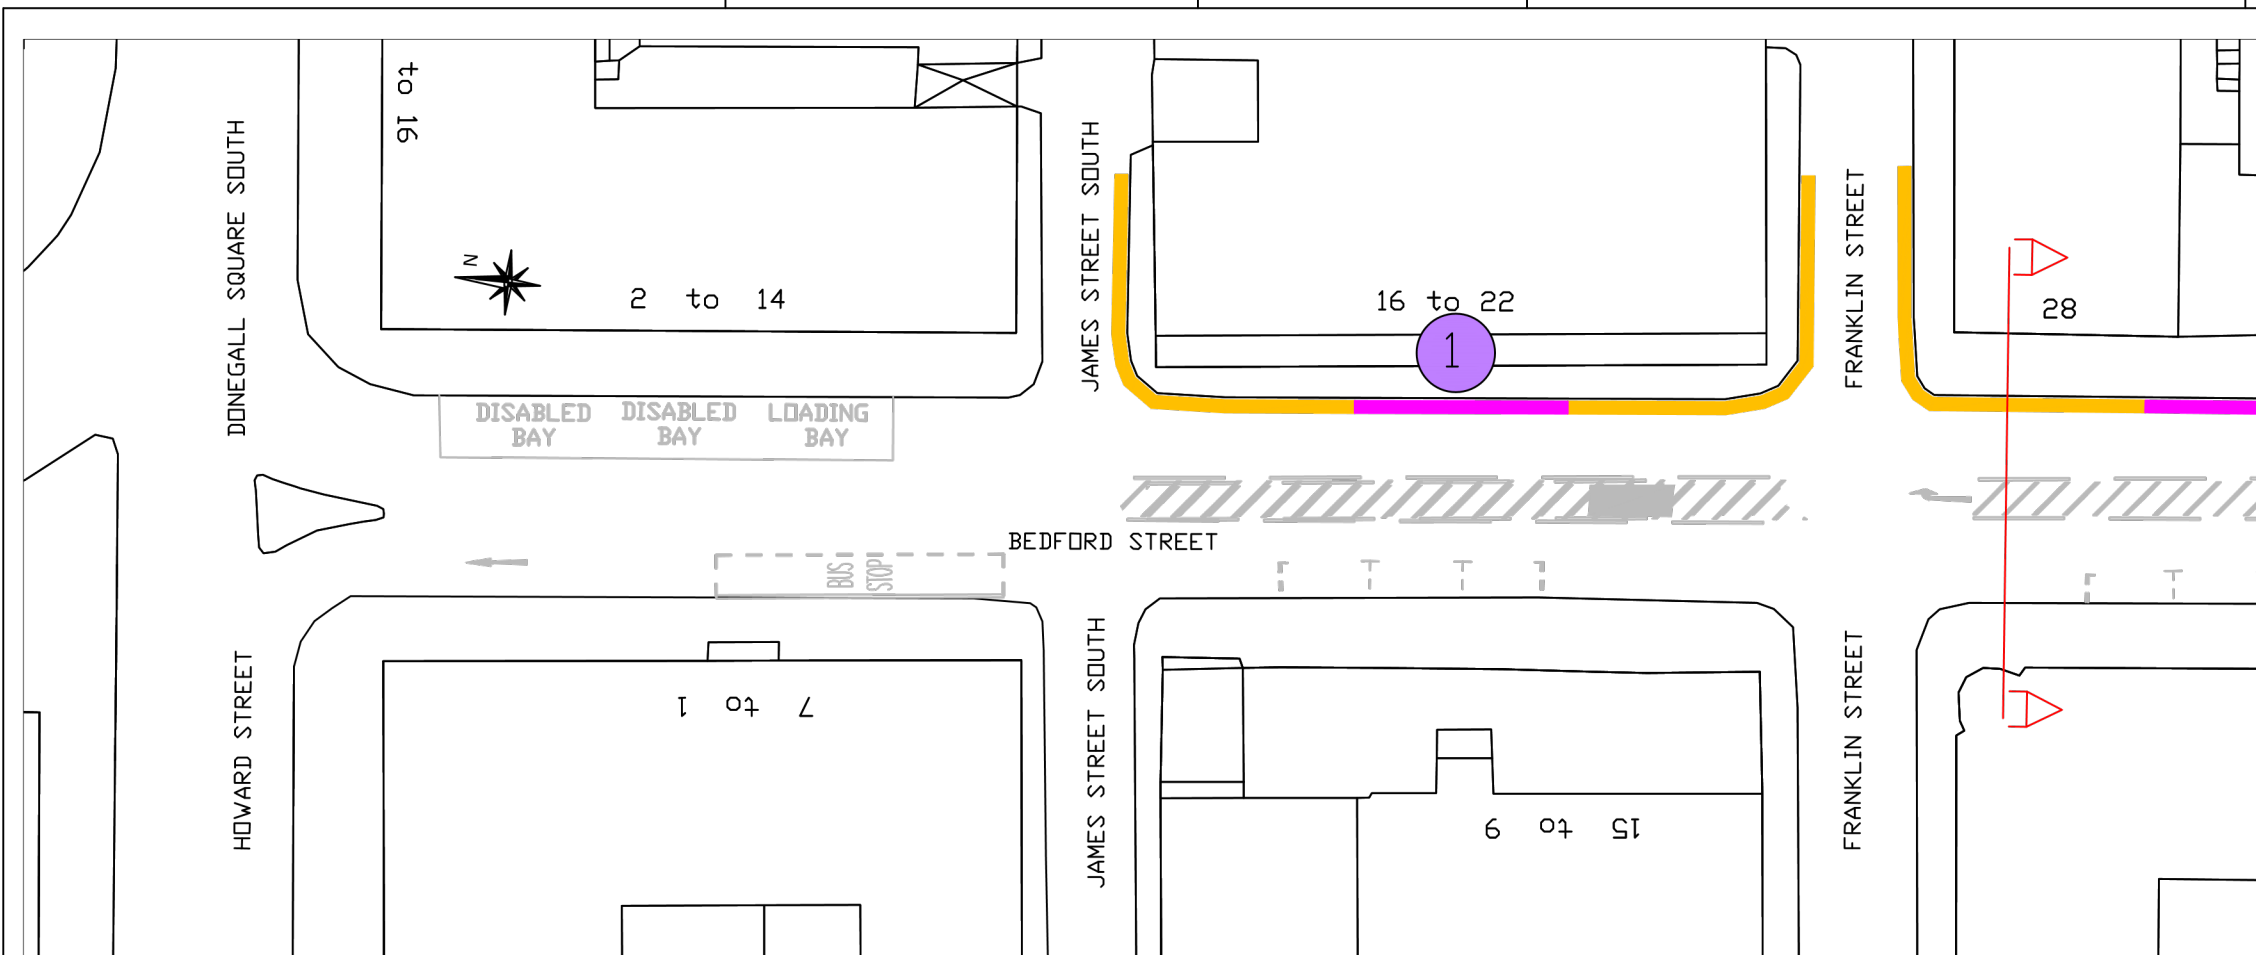 to 16
DONEGALL SQUARE SOUTH
N
2 to 14
JAMES STREET SOUTH
16 to 22
1
FRANKLIN STREET
28
DISABLED
BAY
DISABLED
BAY
LOADING
BAY
BEDFORD STREET
BUS
STOP
HOWARD STREET
1 to 7
JAMES STREET SOUTH
9 to 15
FRANKLIN STREET